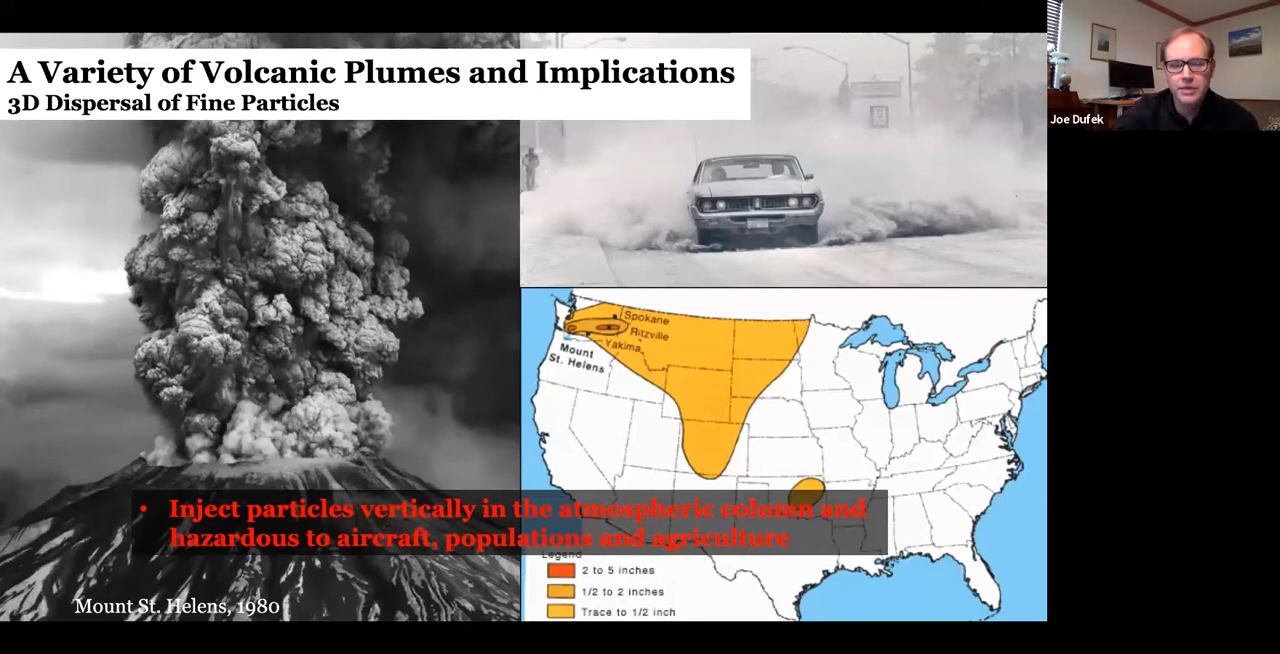 A Variety of Volcanic Plumes and Implications
3D Dispersal of Fine Particles
Joe Dufek
Spokane
Ritzville
Yakima
Mount
St. Helens
• Inject particles vertically in the atmospheric column and
hazardous to aircraft, populations and agriculture
Legend
2 to 5 inches
1/2 to 2 inches
Trace to 1/2 inch
Mount St. Helens, 1980